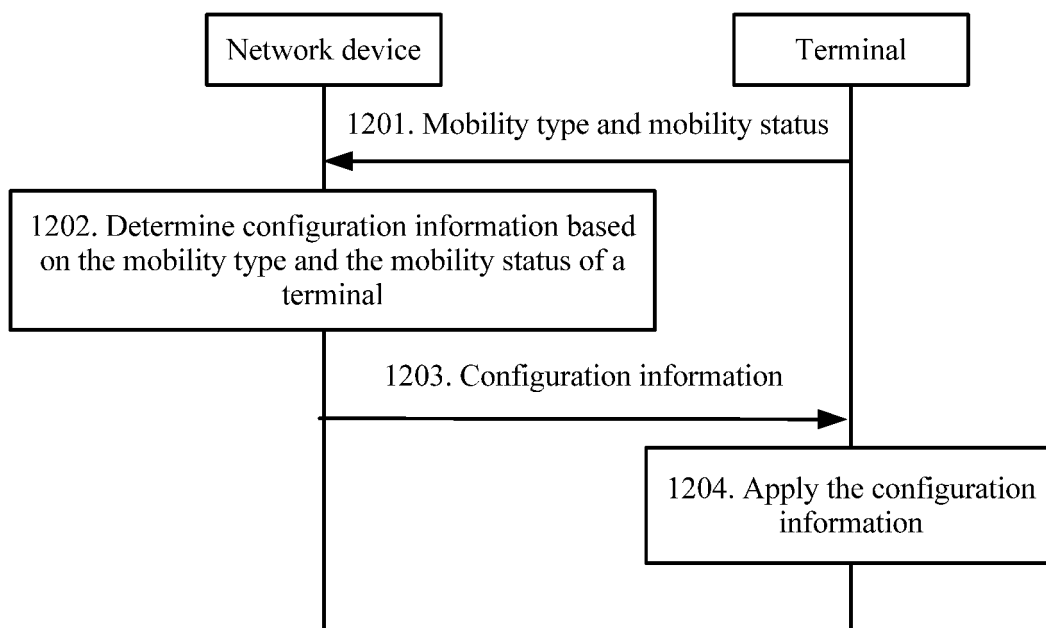 Network device
Terminal
1201. Mobility type and mobility status
1202. Determine configuration information based
on the mobility type and the mobility status of a
terminal
1203. Configuration information
1204. Apply the configuration
information